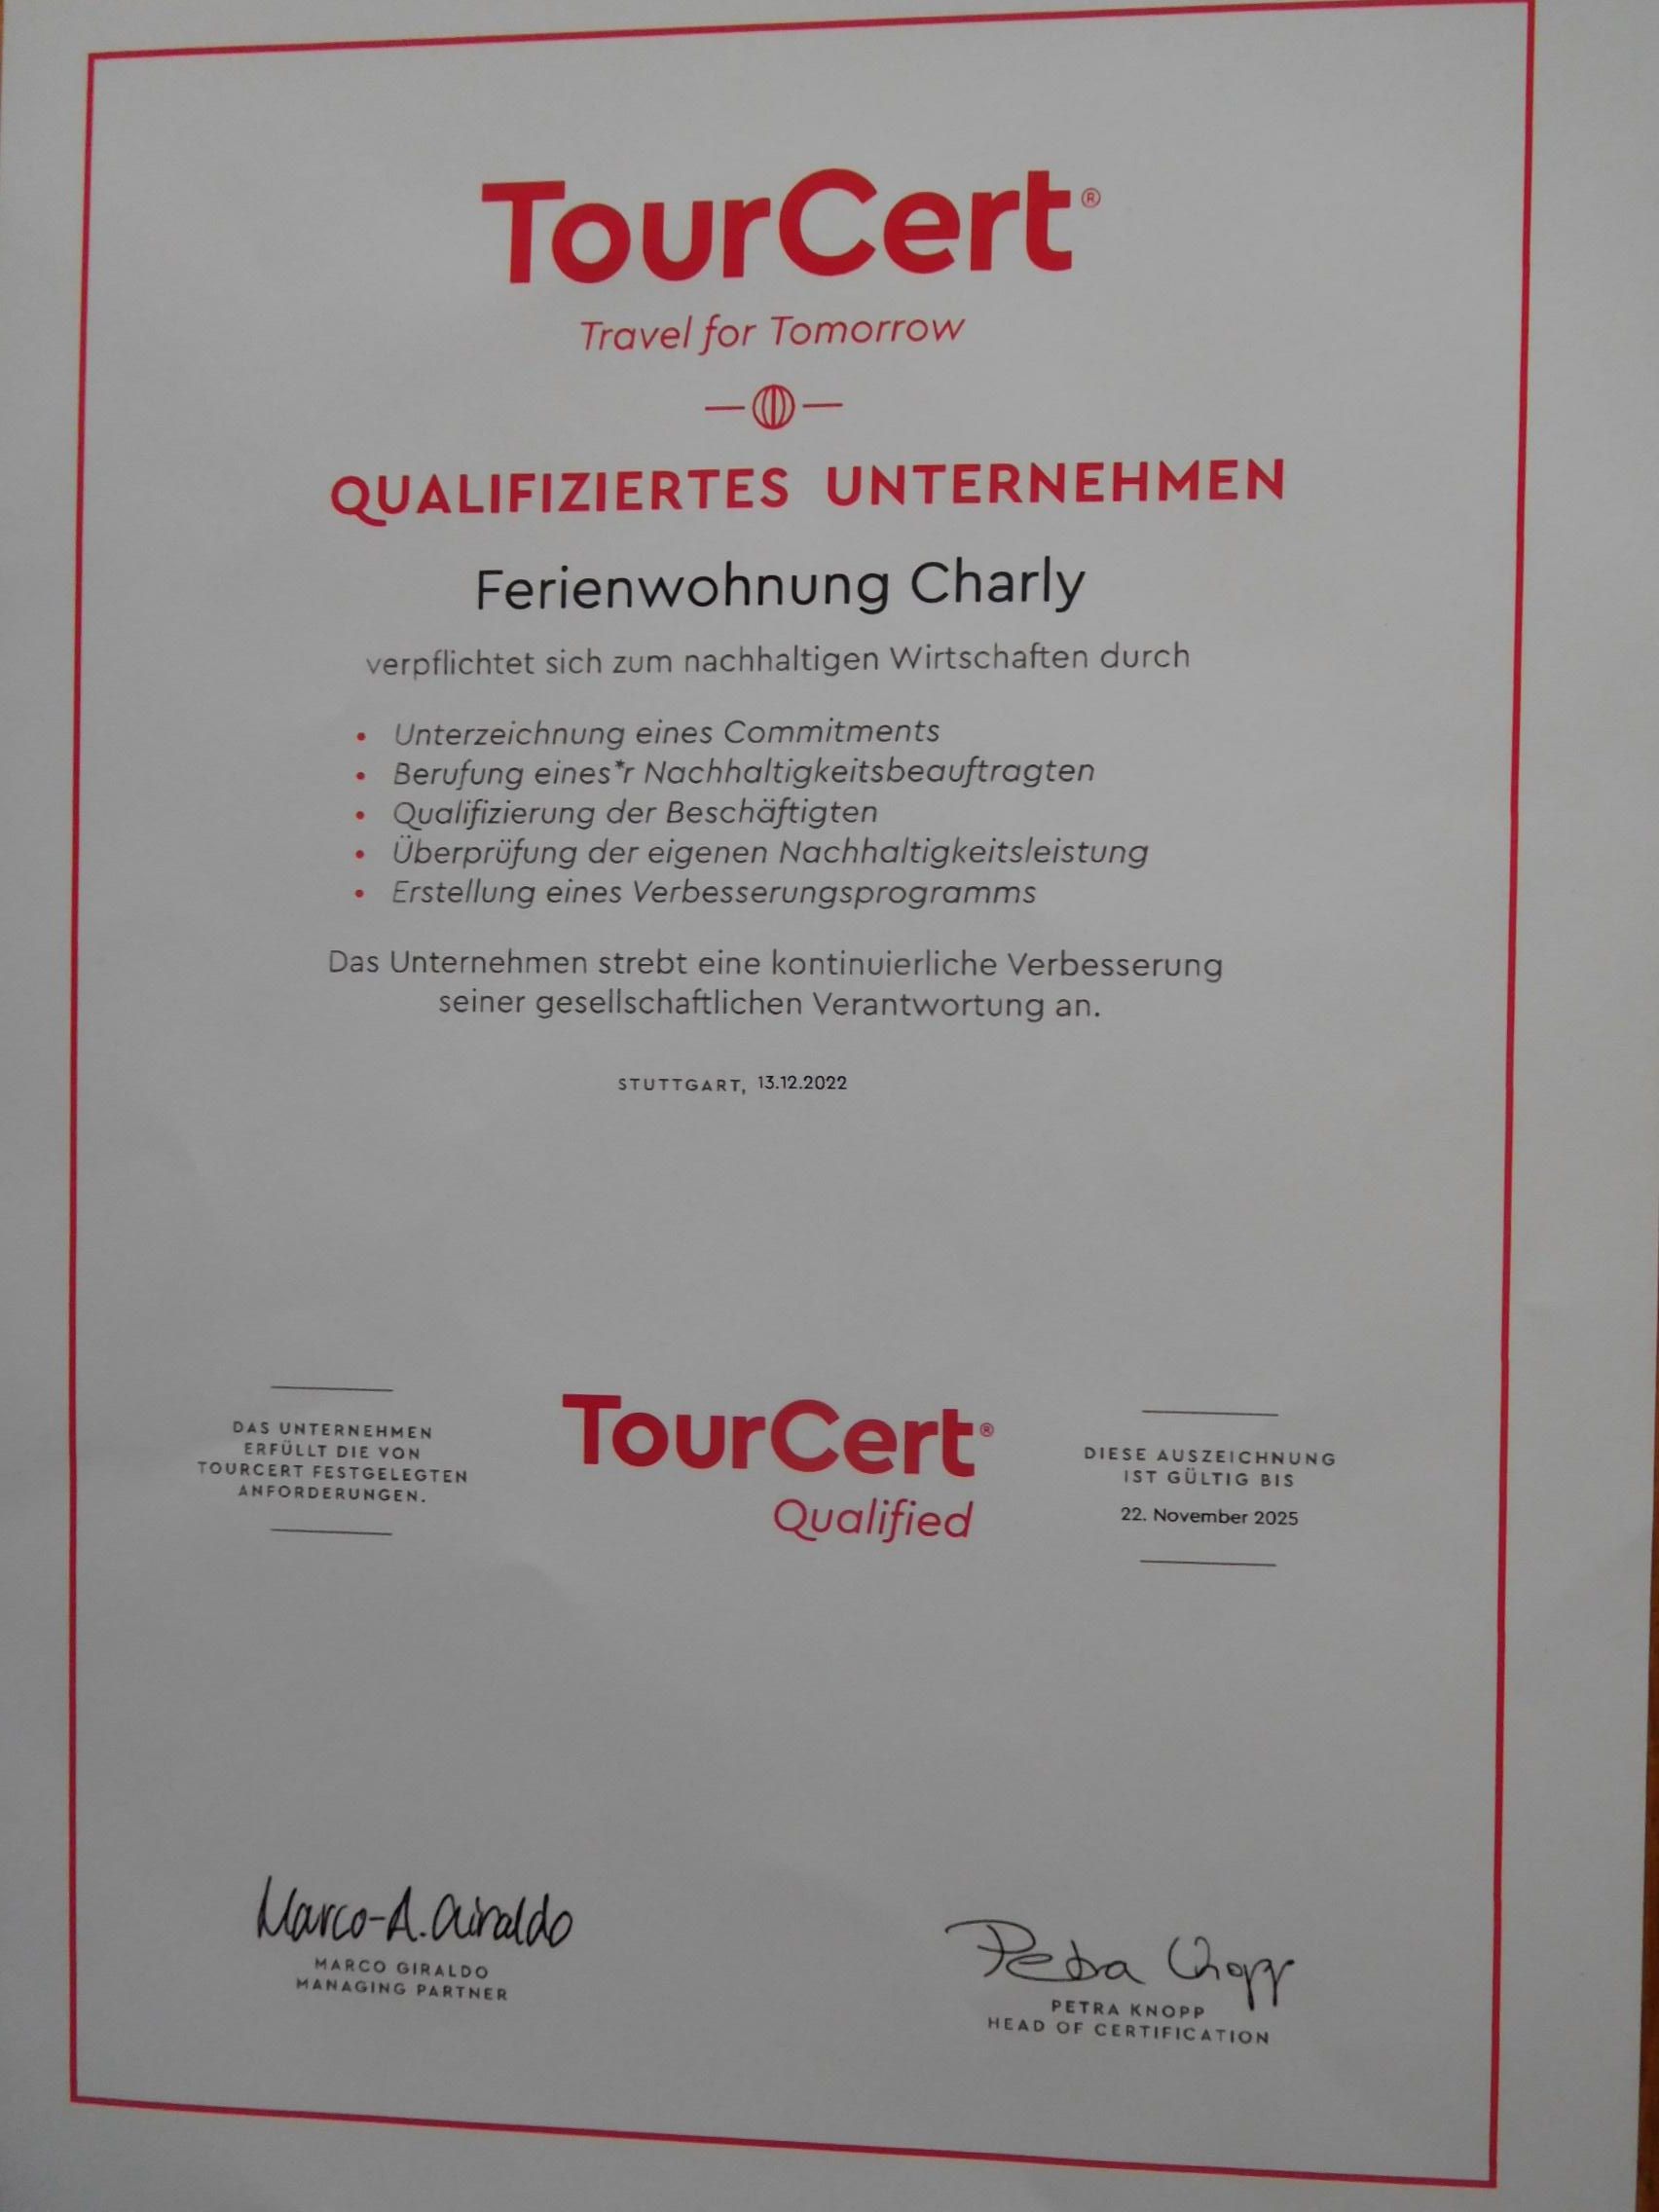 TourCert®
Travel for Tomorrow
QUALIFIZIERTES UNTERNEHMEN
Ferienwohnung Charly
verpflichtet sich zum nachhaltigen Wirtschaften durch
• Unterzeichnung eines Commitments
• Berufung eines*r Nachhaltigkeitsbeauftragten
• Qualifizierung der Beschäftigten
• Überprüfung der eigenen Nachhaltigkeitsleistung
• Erstellung eines Verbesserungsprogramms
Das Unternehmen strebt eine kontinuierliche Verbesserung
seiner gesellschaftlichen Verantwortung an.
STUTTGART, 13.12.2022
DAS UNTERNEHMEN
ERFÜLLT DIE VON
TOURCERT FESTGELEGTEN
ANFORDERUNGEN.
TourCert®
Qualified
DIESE AUSZEICHNUNG
IST GÜLTIG BIS
22. November 2025
Marco-A. Giraldo
MARCO GIRALDO
MANAGING PARTNER
Petra Knopp
PETRA KNOPP
HEAD OF CERTIFICATION